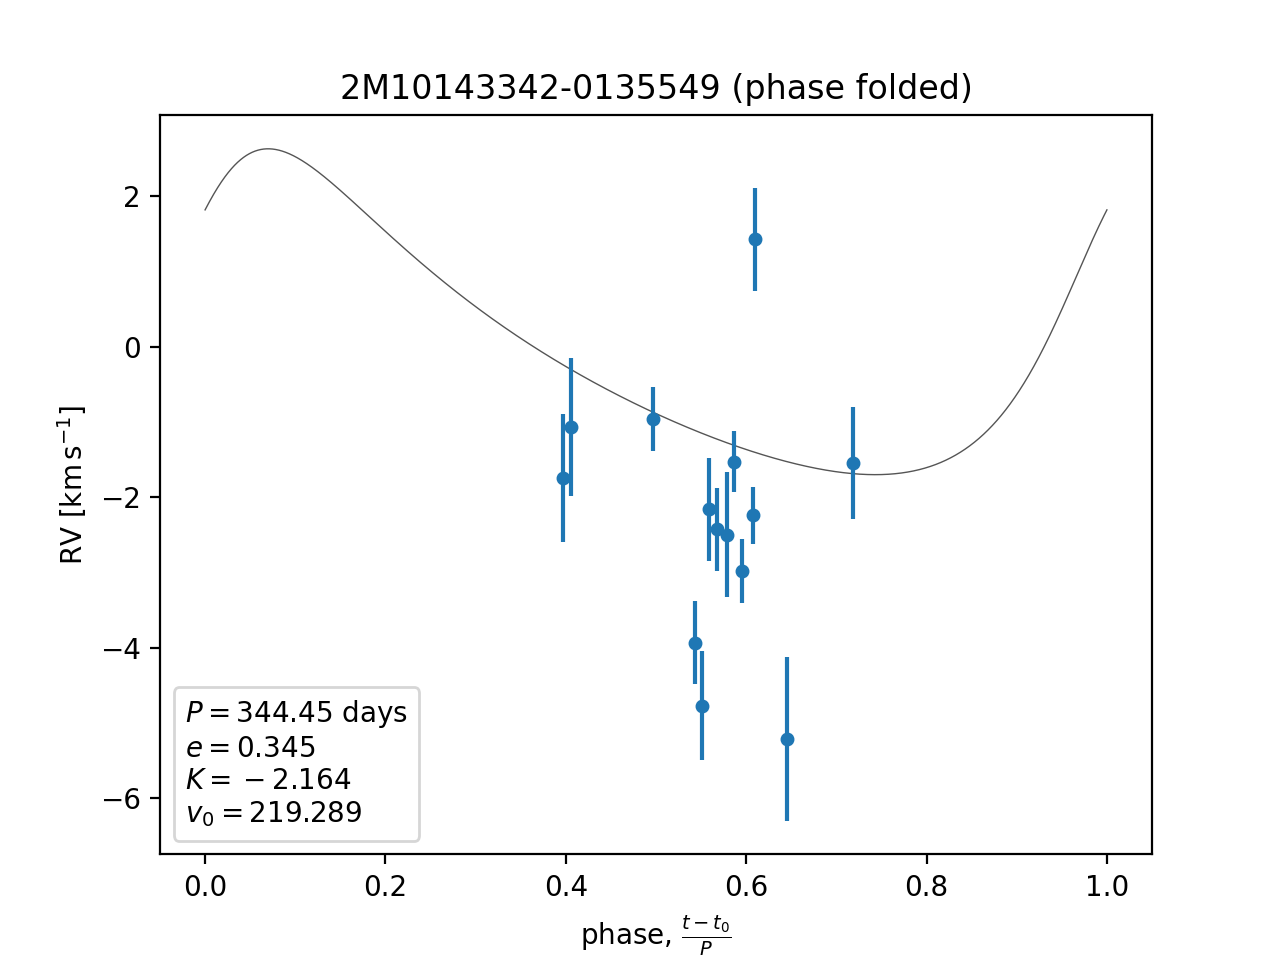 2M10143342-0135549 (phase folded)
RV [km s⁻¹]
2
0
−2
−4
−6
P = 344.45 days
e = 0.345
K = − 2.164
v₀ = 219.289
0.0 0.2 0.4 0.6 0.8 1.0
phase, (t − t₀)/P